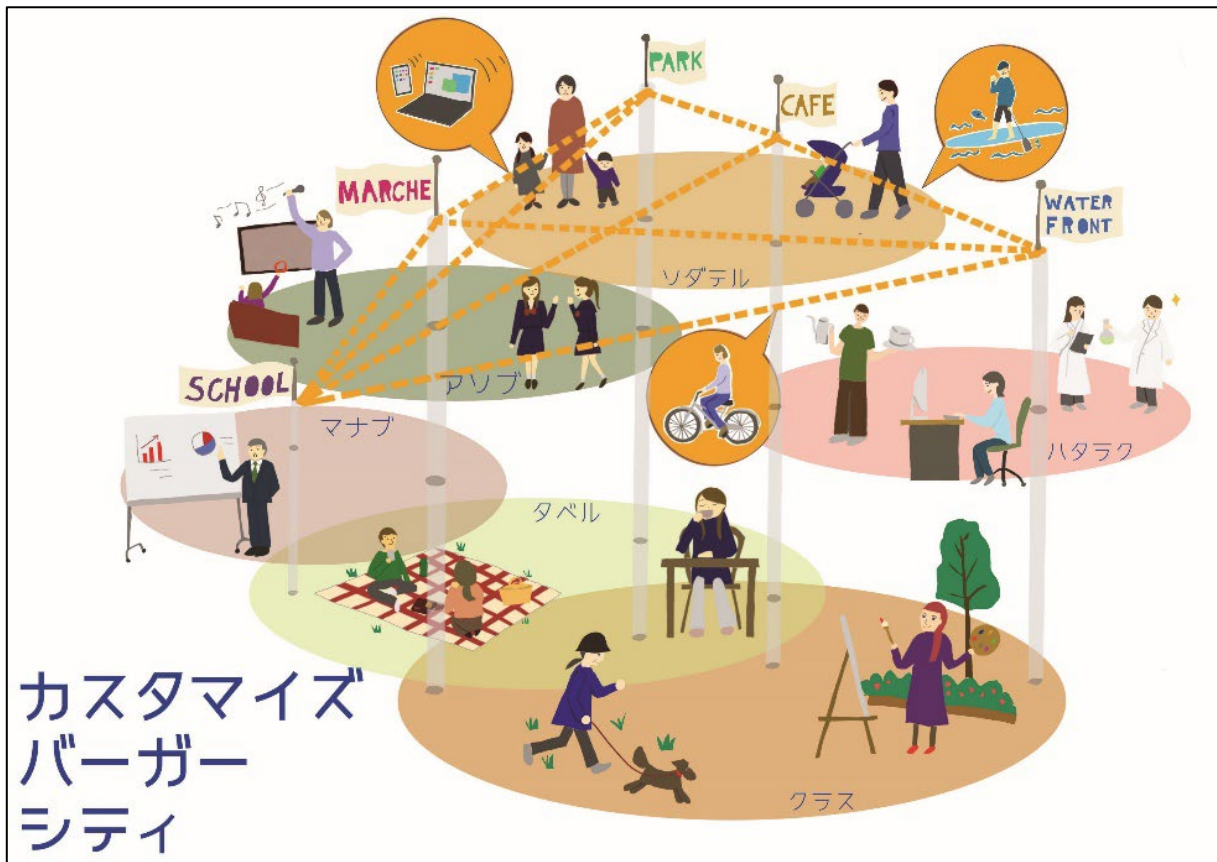 PARK
CAFE
MARCHE
WATER
FRONT
ソダテル
SCHOOL
アソブ
マナブ
ハタラク
タベル
クラス
カスタマイズ
バーガー
シティ